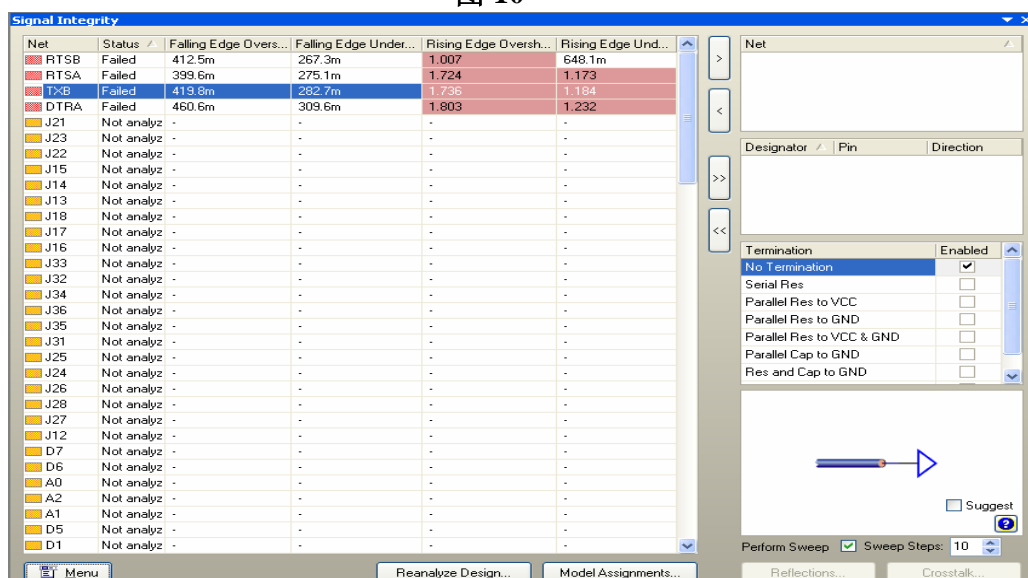 图 10
Signal Integrity
Net Status Falling Edge Overs... Falling Edge Under... Rising Edge Oversh... Rising Edge Und...
RTSB Failed 412.5m 267.3m 1.007 648.1m
RTSA Failed 399.6m 275.1m 1.724 1.173
TXB Failed 419.8m 282.7m 1.736 1.184
DTRA Failed 460.6m 309.6m 1.803 1.232
J21 Not analyz - - - -
J23 Not analyz - - - -
J22 Not analyz - - - -
J15 Not analyz - - - -
J14 Not analyz - - - -
J13 Not analyz - - - -
J18 Not analyz - - - -
J17 Not analyz - - - -
J16 Not analyz - - - -
J33 Not analyz - - - -
J32 Not analyz - - - -
J34 Not analyz - - - -
J36 Not analyz - - - -
J35 Not analyz - - - -
J31 Not analyz - - - -
J25 Not analyz - - - -
J24 Not analyz - - - -
J26 Not analyz - - - -
J28 Not analyz - - - -
J27 Not analyz - - - -
J12 Not analyz - - - -
D7 Not analyz - - - -
D6 Not analyz - - - -
A0 Not analyz - - - -
A2 Not analyz - - - -
A1 Not analyz - - - -
D5 Not analyz - - - -
D1 Not analyz - - - -
>
<
>>
<<
Net
Designator Pin Direction
Termination Enabled
No Termination
Serial Res
Parallel Res to VCC
Parallel Res to GND
Parallel Res to VCC & GND
Parallel Cap to GND
Res and Cap to GND
Suggest
?
Perform Sweep Sweep Steps: 10
Menu Reanalyze Design... Model Assignments... Reflections... Crosstalk...